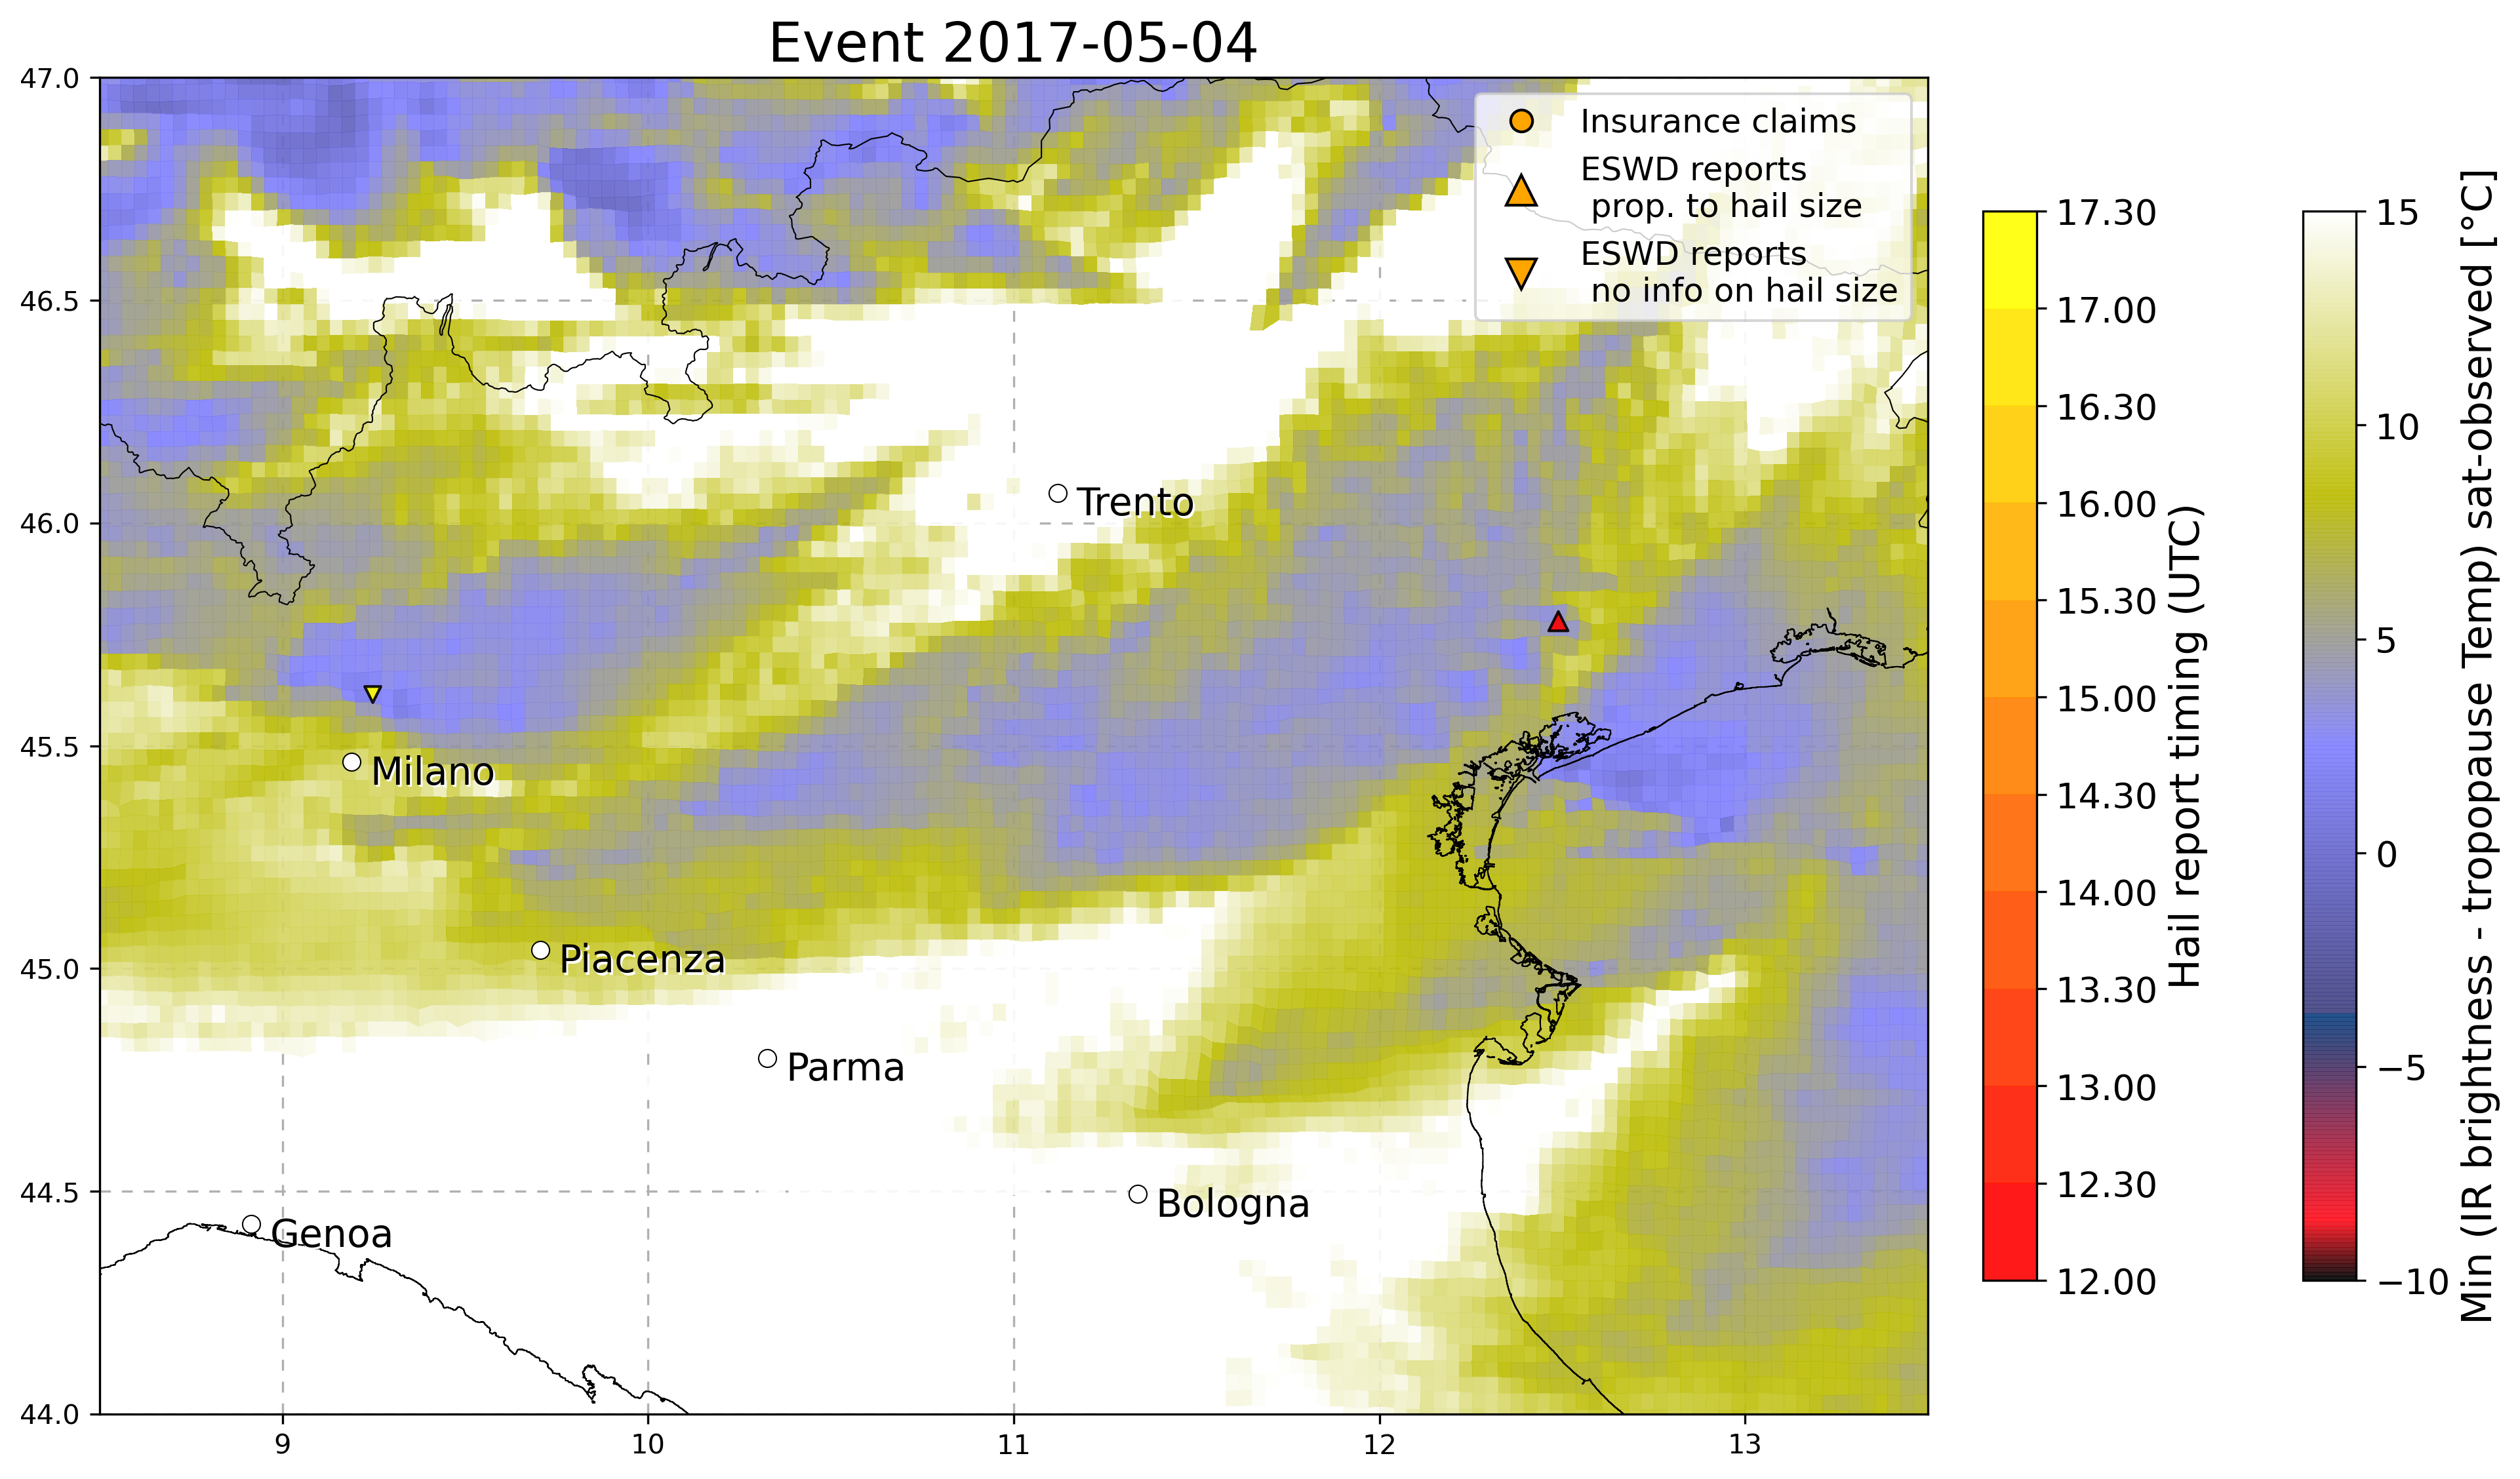 Event 2017-05-04
47.0
46.5
46.0
45.5
45.0
44.5
44.0
9
10
11
12
13
Insurance claims
ESWD reports
prop. to hail size
ESWD reports
no info on hail size
Trento
Milano
Piacenza
Parma
Bologna
Genoa
17.30
17.00
16.30
16.00
15.30
15.00
14.30
14.00
13.30
13.00
12.30
12.00
Hail report timing (UTC)
15
10
5
0
−5
−10
Min (IR brightness - tropopause Temp) sat-observed [°C]